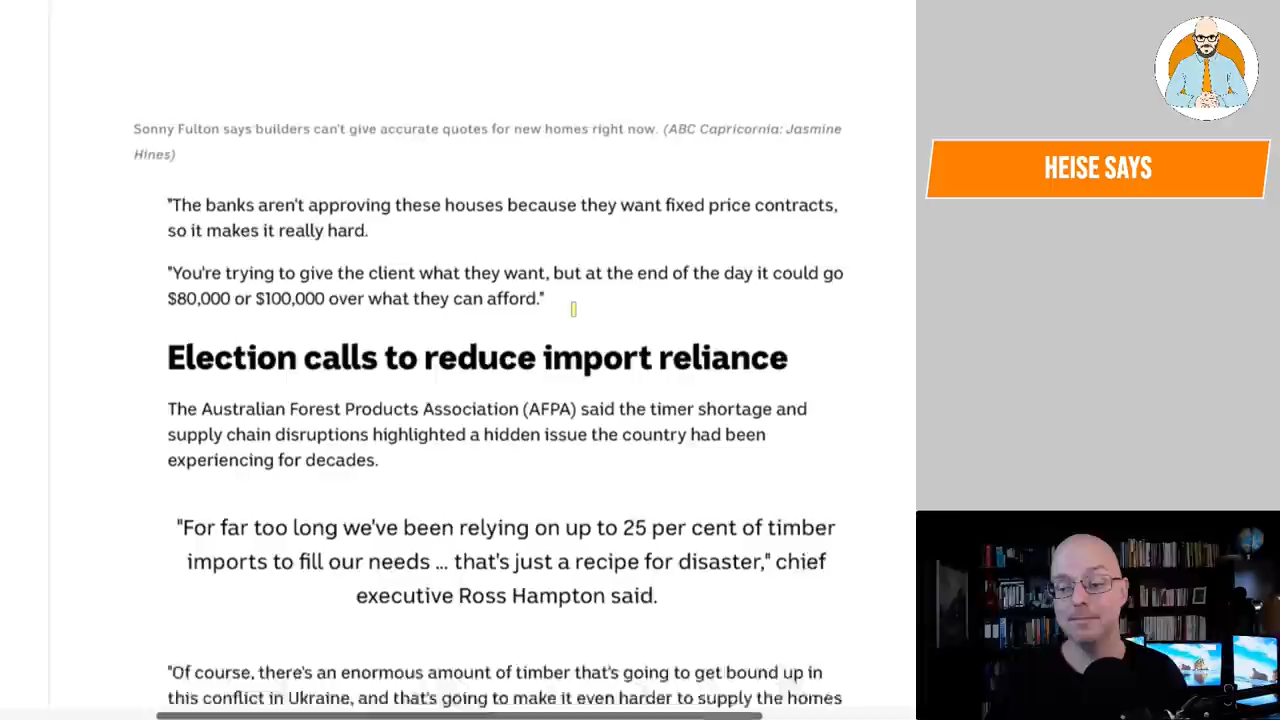 Sonny Fulton says builders can't give accurate quotes for new homes right now. (ABC Capricornia: Jasmine
Hines)
"The banks aren't approving these houses because they want fixed price contracts,
so it makes it really hard.
"You're trying to give the client what they want, but at the end of the day it could go
$80,000 or $100,000 over what they can afford."
Election calls to reduce import reliance
The Australian Forest Products Association (AFPA) said the timer shortage and
supply chain disruptions highlighted a hidden issue the country had been
experiencing for decades.
"For far too long we've been relying on up to 25 per cent of timber
imports to fill our needs ... that's just a recipe for disaster," chief
executive Ross Hampton said.
"Of course, there's an enormous amount of timber that's going to get bound up in
this conflict in Ukraine, and that's going to make it even harder to supply the homes
HEISE SAYS